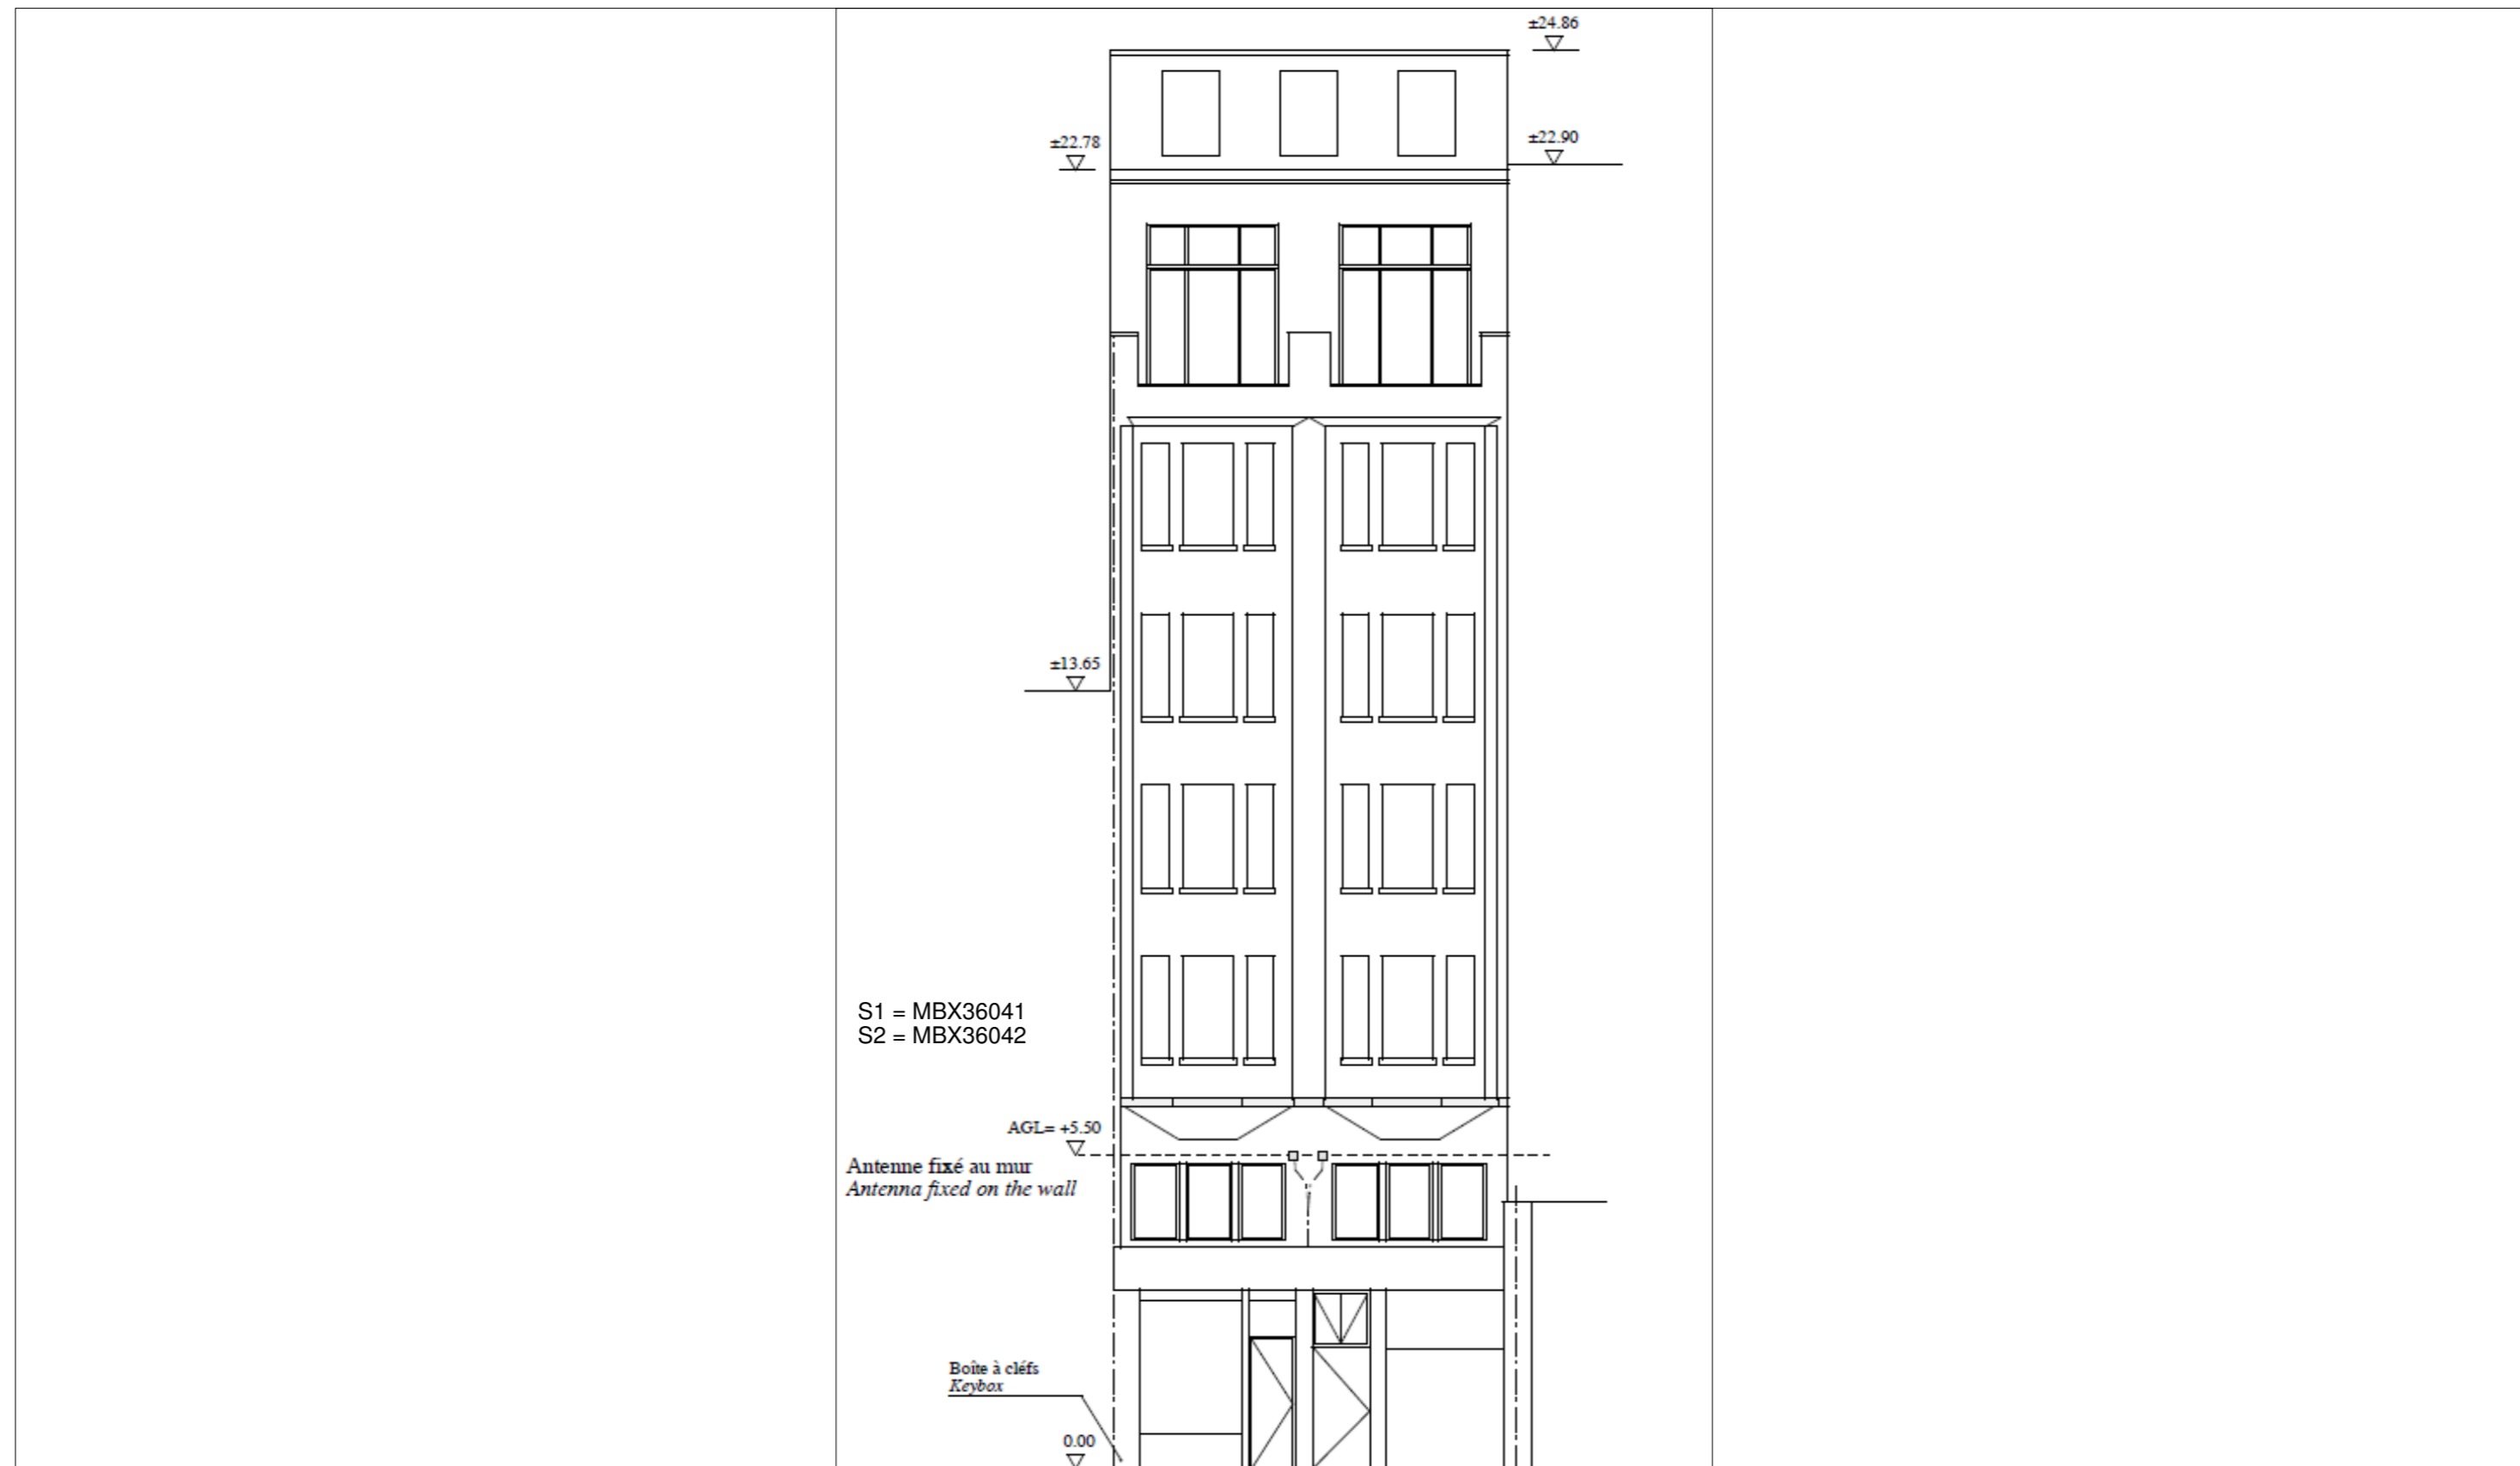 ±24.86
±22.78
±22.90
±13.65
S1 = MBX36041
S2 = MBX36042
AGL= +5.50
Antenne fixé au mur
Antenna fixed on the wall
Boîte à cléfs
Keybox
0.00